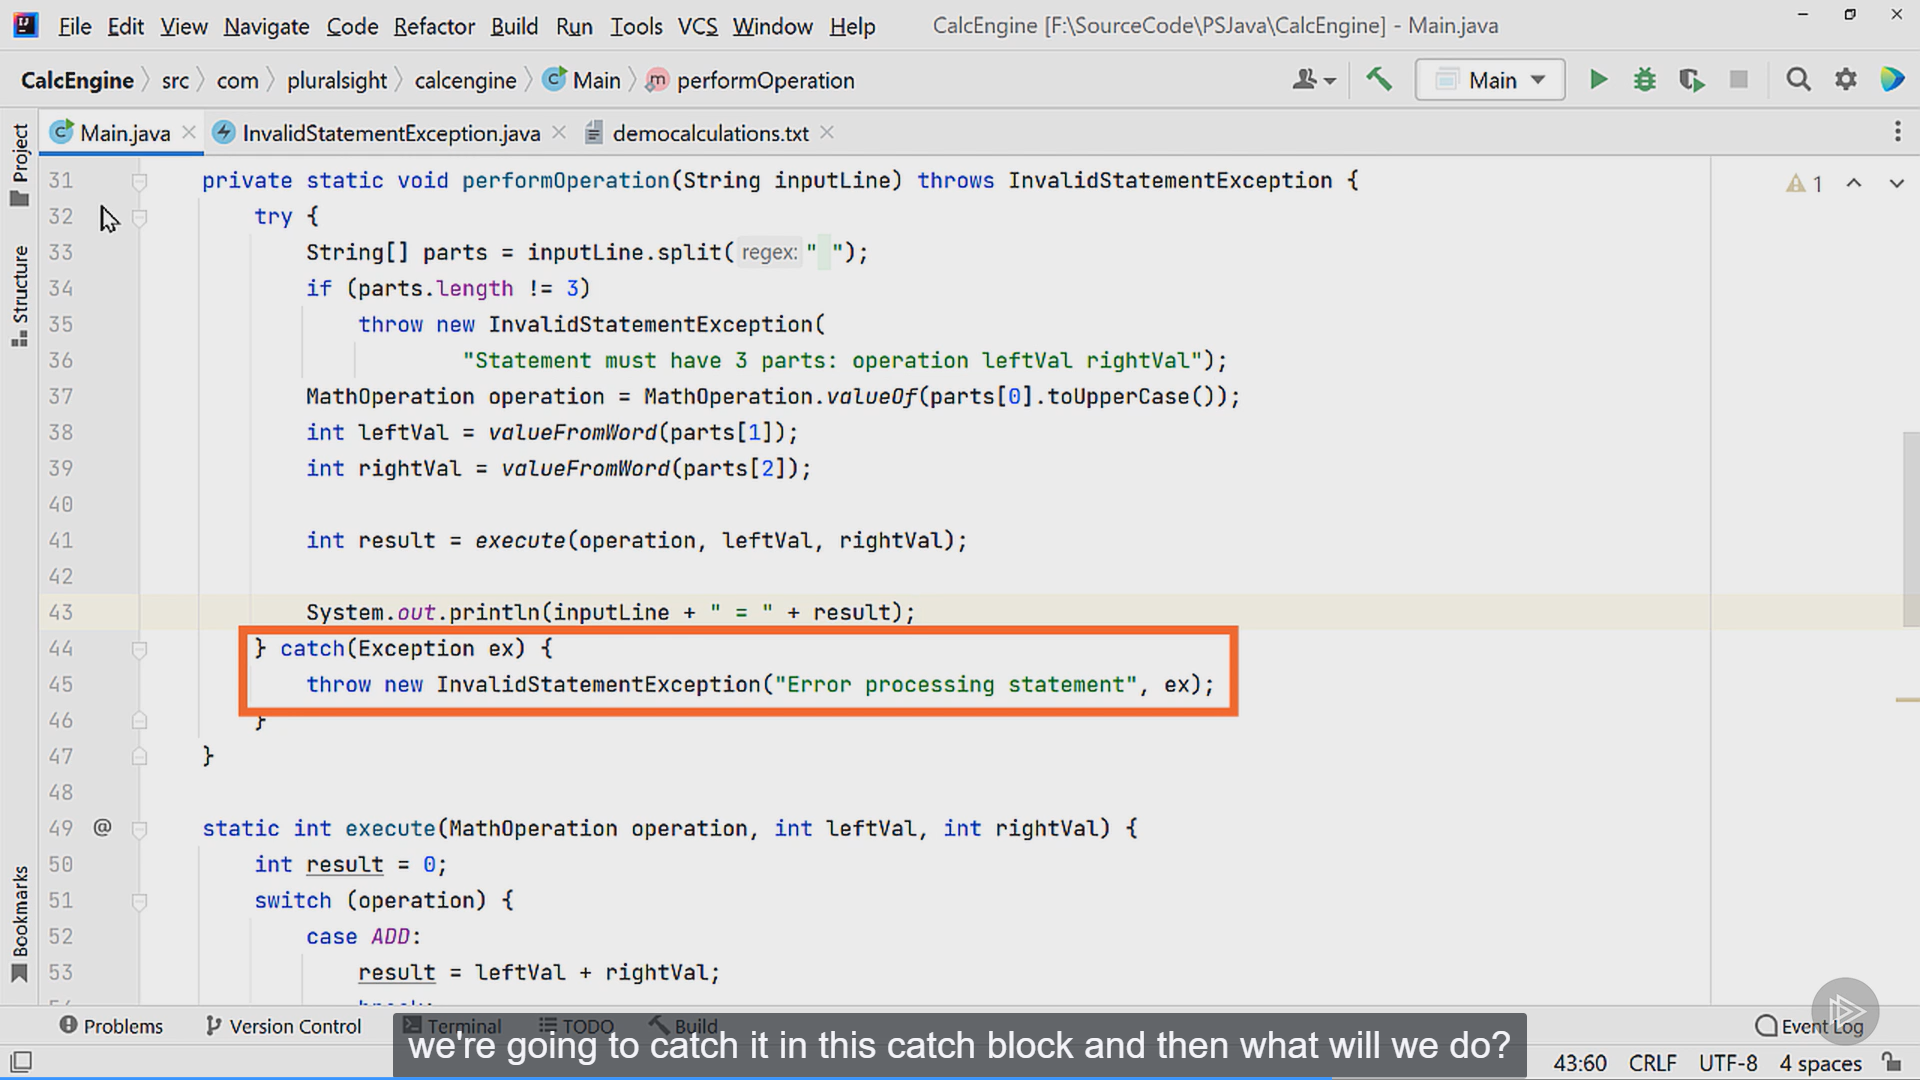 File Edit View Navigate Code Refactor Build Run Tools VCS Window Help CalcEngine [F:\SourceCode\PSJava\CalcEngine] - Main.java
CalcEngine src com pluralsight calcengine Main performOperation Main
Main.java InvalidStatementException.java democalculations.txt
Project
Structure
Bookmarks
1
31 private static void performOperation(String inputLine) throws InvalidStatementException {
32 try {
33 String[] parts = inputLine.split( regex: " ");
34 if (parts.length != 3)
35 throw new InvalidStatementException(
36 "Statement must have 3 parts: operation leftVal rightVal");
37 MathOperation operation = MathOperation.valueOf(parts[0].toUpperCase());
38 int leftVal = valueFromWord(parts[1]);
39 int rightVal = valueFromWord(parts[2]);
40
41 int result = execute(operation, leftVal, rightVal);
42
43 System.out.println(inputLine + " = " + result);
44 } catch(Exception ex) {
45 throw new InvalidStatementException("Error processing statement", ex);
46 }
47 }
48
49 @ static int execute(MathOperation operation, int leftVal, int rightVal) {
50 int result = 0;
51 switch (operation) {
52 case ADD:
53 result = leftVal + rightVal;
Problems Version Control Terminal TODO Build Event Log
we're going to catch it in this catch block and then what will we do?
43:60 CRLF UTF-8 4 spaces